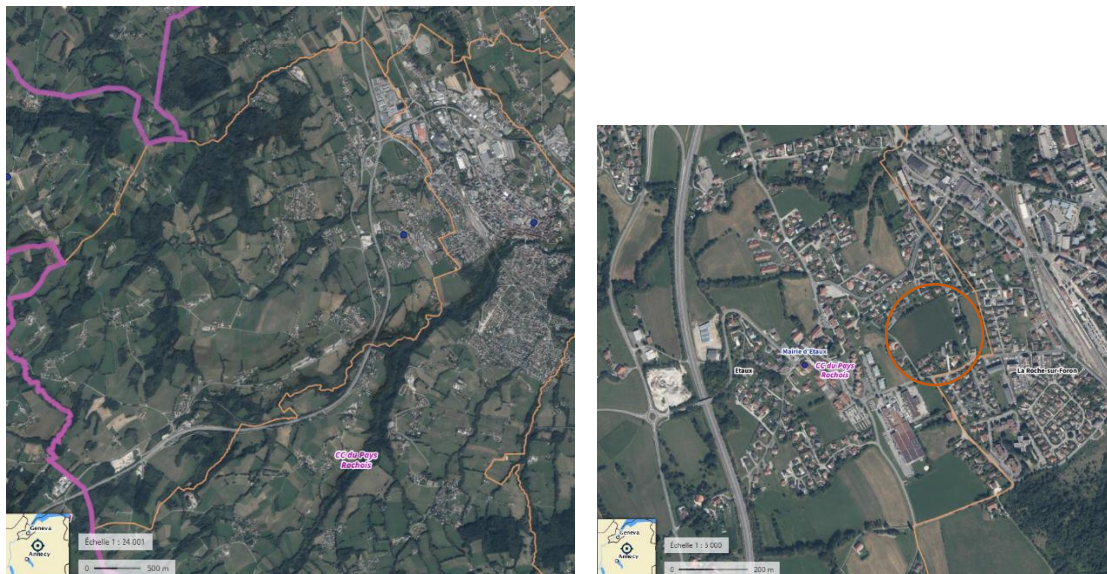 CC du Pays
Rochois
Geneva
Annecy
Échelle 1 : 24 001
0 500 m
Mairie d'Etaux
CC du Pays
Rochois
Etaux
La Roche-sur-Foron
Geneva
Annecy
Échelle 1 : 5 000
0 200 m